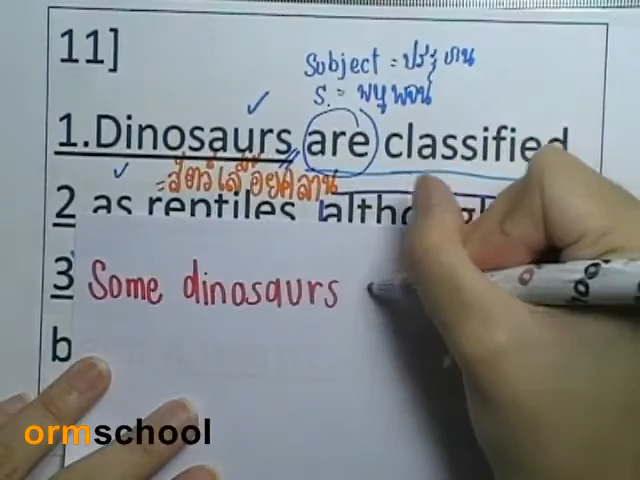 11]
Subject = ประธาน
S. = พหูพจน์
1.Dinosaurs are classified
= สัตว์เลื้อยคลาน
2 as reptiles
3 Some dinosaurs
b
ormschool